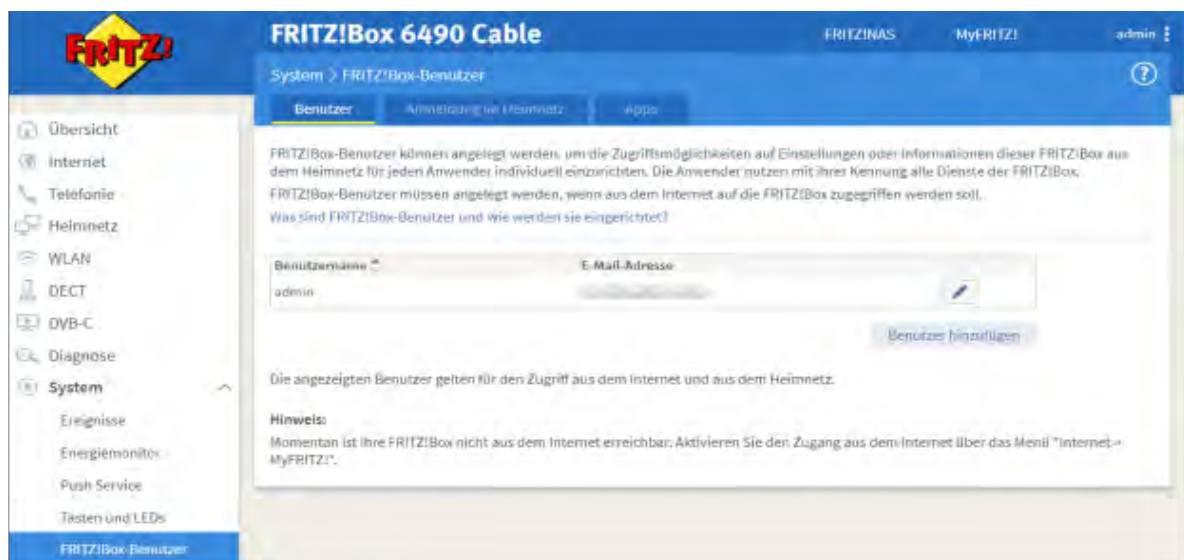 FRITZ!
FRITZ!Box 6490 Cable
FRITZ!NAS MyFRITZ! admin
System > FRITZ!Box-Benutzer
Benutzer Anmeldung im Heimnetz Apps
Übersicht
Internet
Telefonie
Heimnetz
WLAN
DECT
DVB-C
Diagnose
System
Ereignisse
Energiemonitor
Push Service
Tasten und LEDs
FRITZ!Box-Benutzer
FRITZ!Box-Benutzer können angelegt werden, um die Zugriffsmöglichkeiten auf Einstellungen oder Informationen dieser FRITZ!Box aus
dem Heimnetz für jeden Anwender individuell einzurichten. Die Anwender nutzen mit ihrer Kennung alle Dienste der FRITZ!Box.
FRITZ!Box-Benutzer müssen angelegt werden, wenn aus dem Internet auf die FRITZ!Box zugegriffen werden soll.
Was sind FRITZ!Box-Benutzer und wie werden sie eingerichtet?
Benutzername E-Mail-Adresse
admin
Benutzer hinzufügen
Die angezeigten Benutzer gelten für den Zugriff aus dem Internet und aus dem Heimnetz.
Hinweis:
Momentan ist Ihre FRITZ!Box nicht aus dem Internet erreichbar. Aktivieren Sie den Zugang aus dem Internet über das Menü "Internet >
MyFRITZ!".